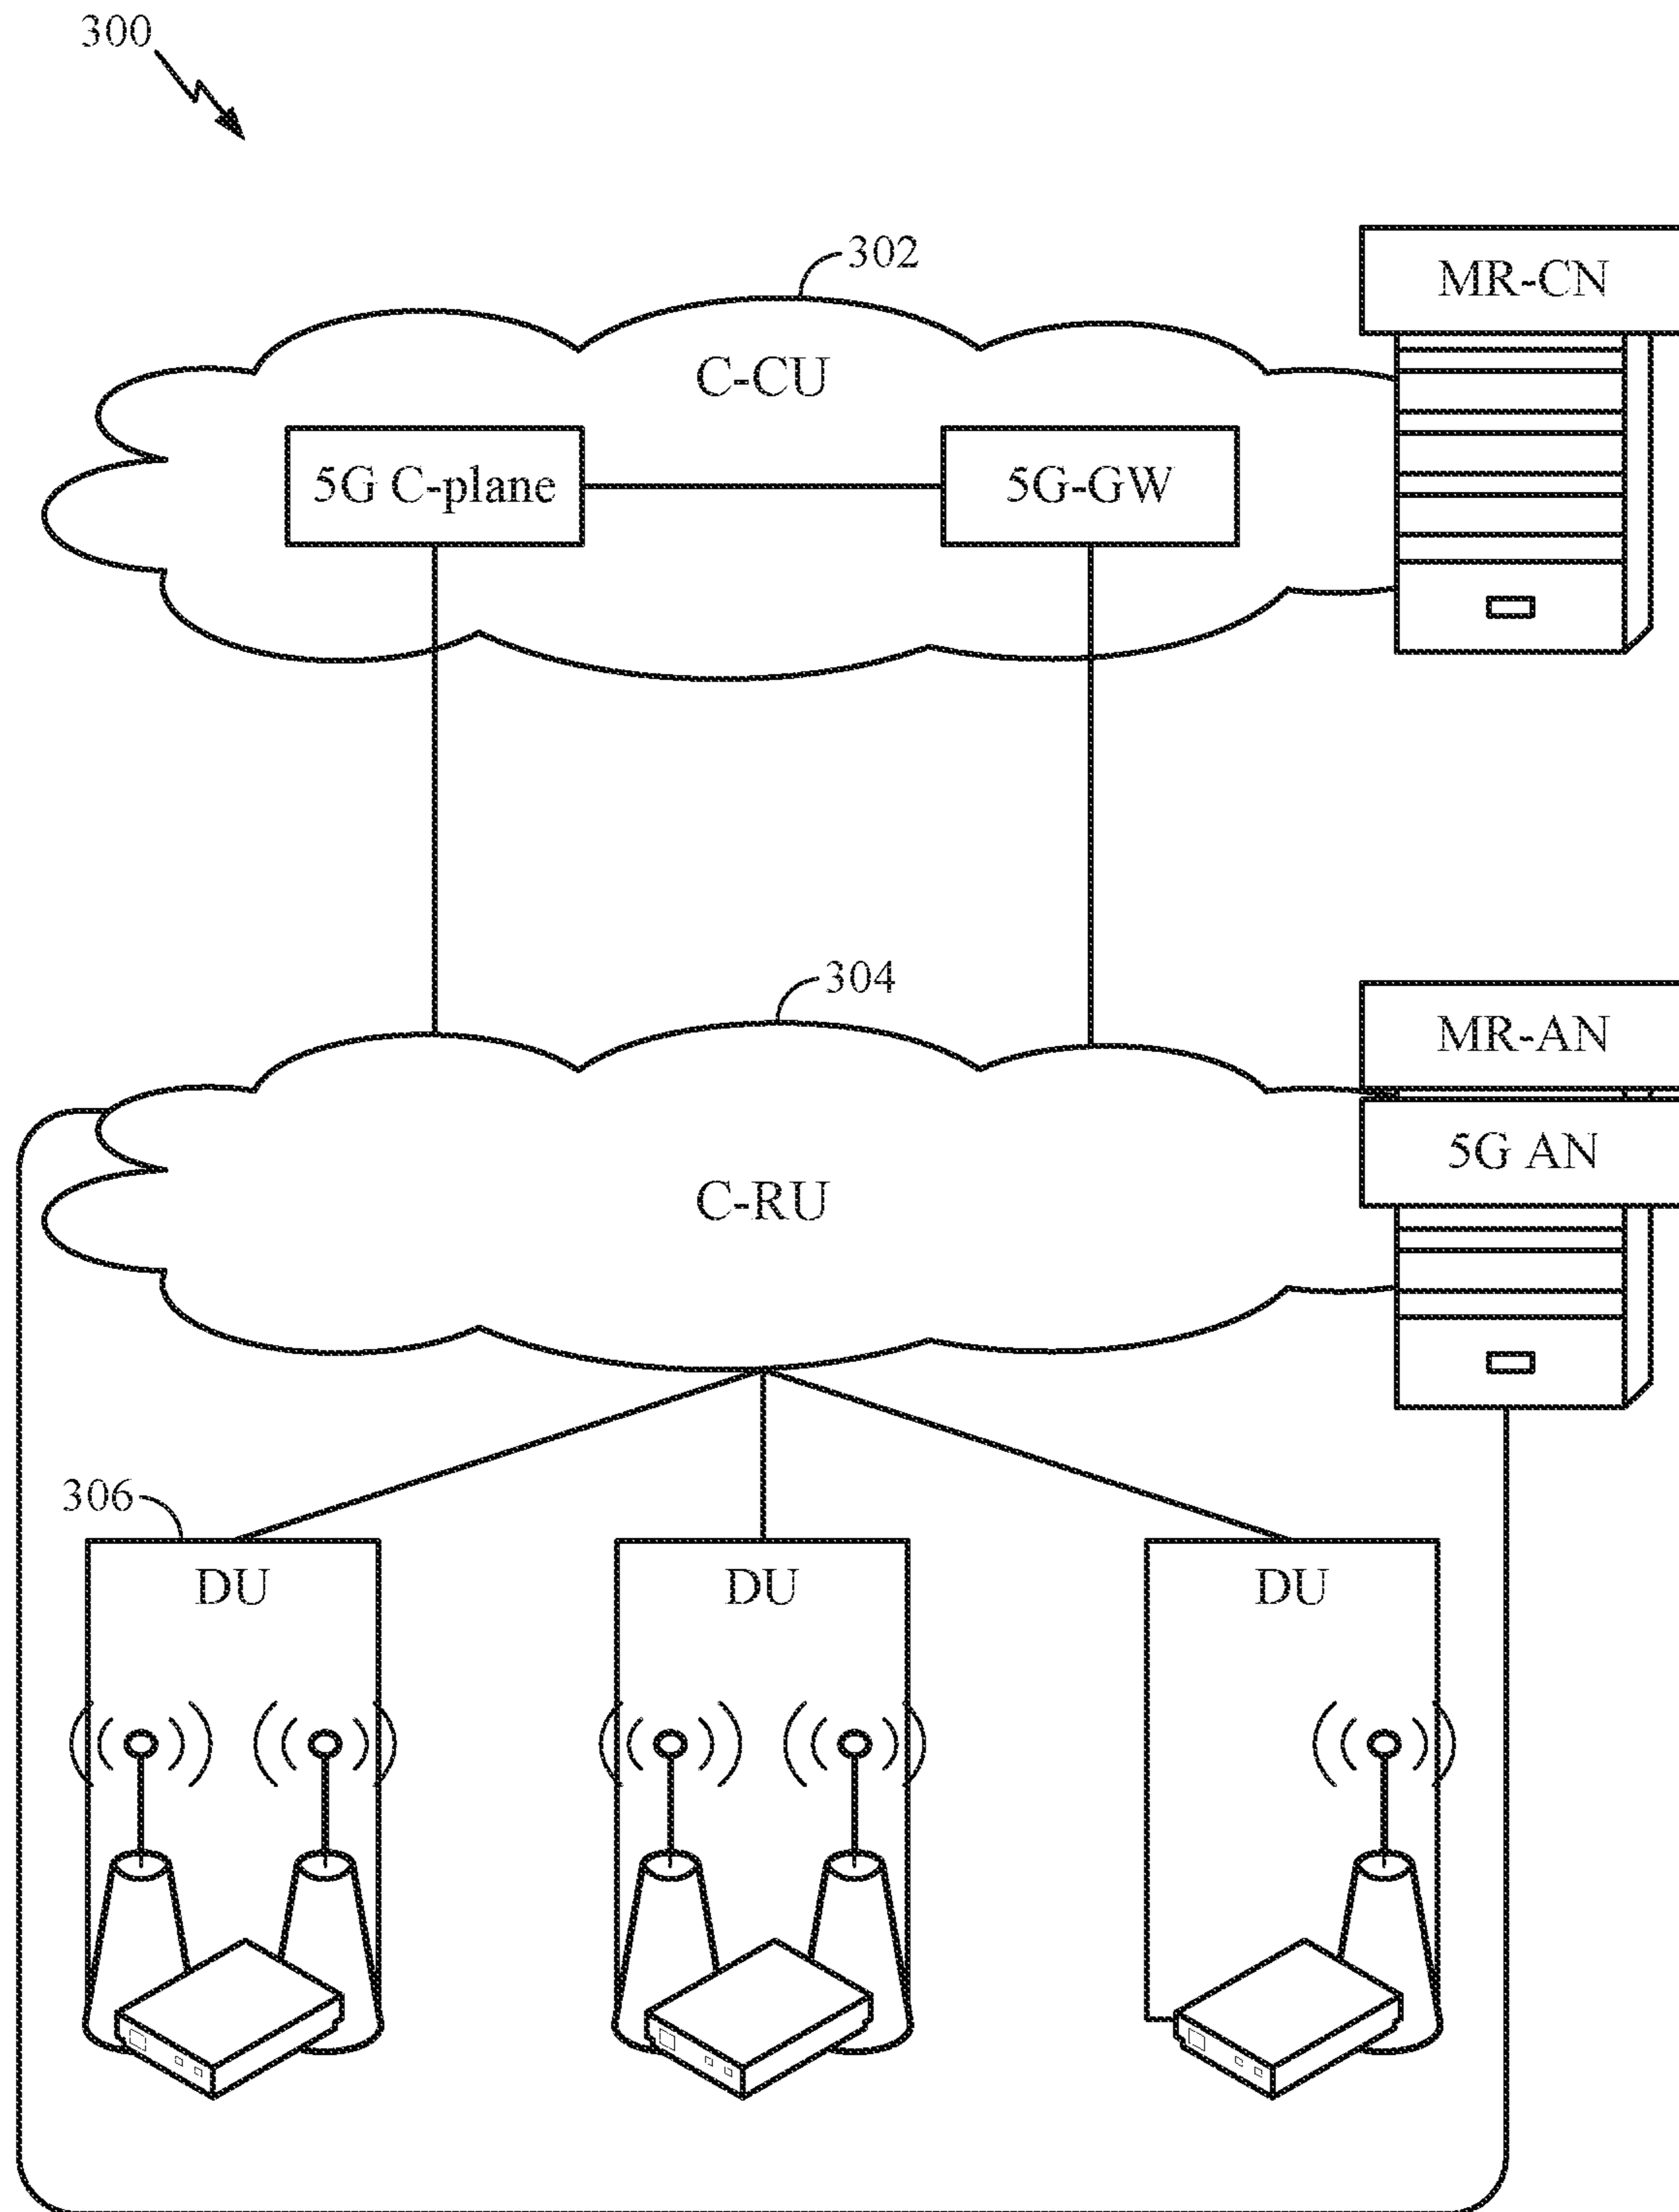 300
302
MR-CN
C-CU
5G C-plane
5G-GW
304
MR-AN
5G AN
C-RU
306
DU
DU
DU